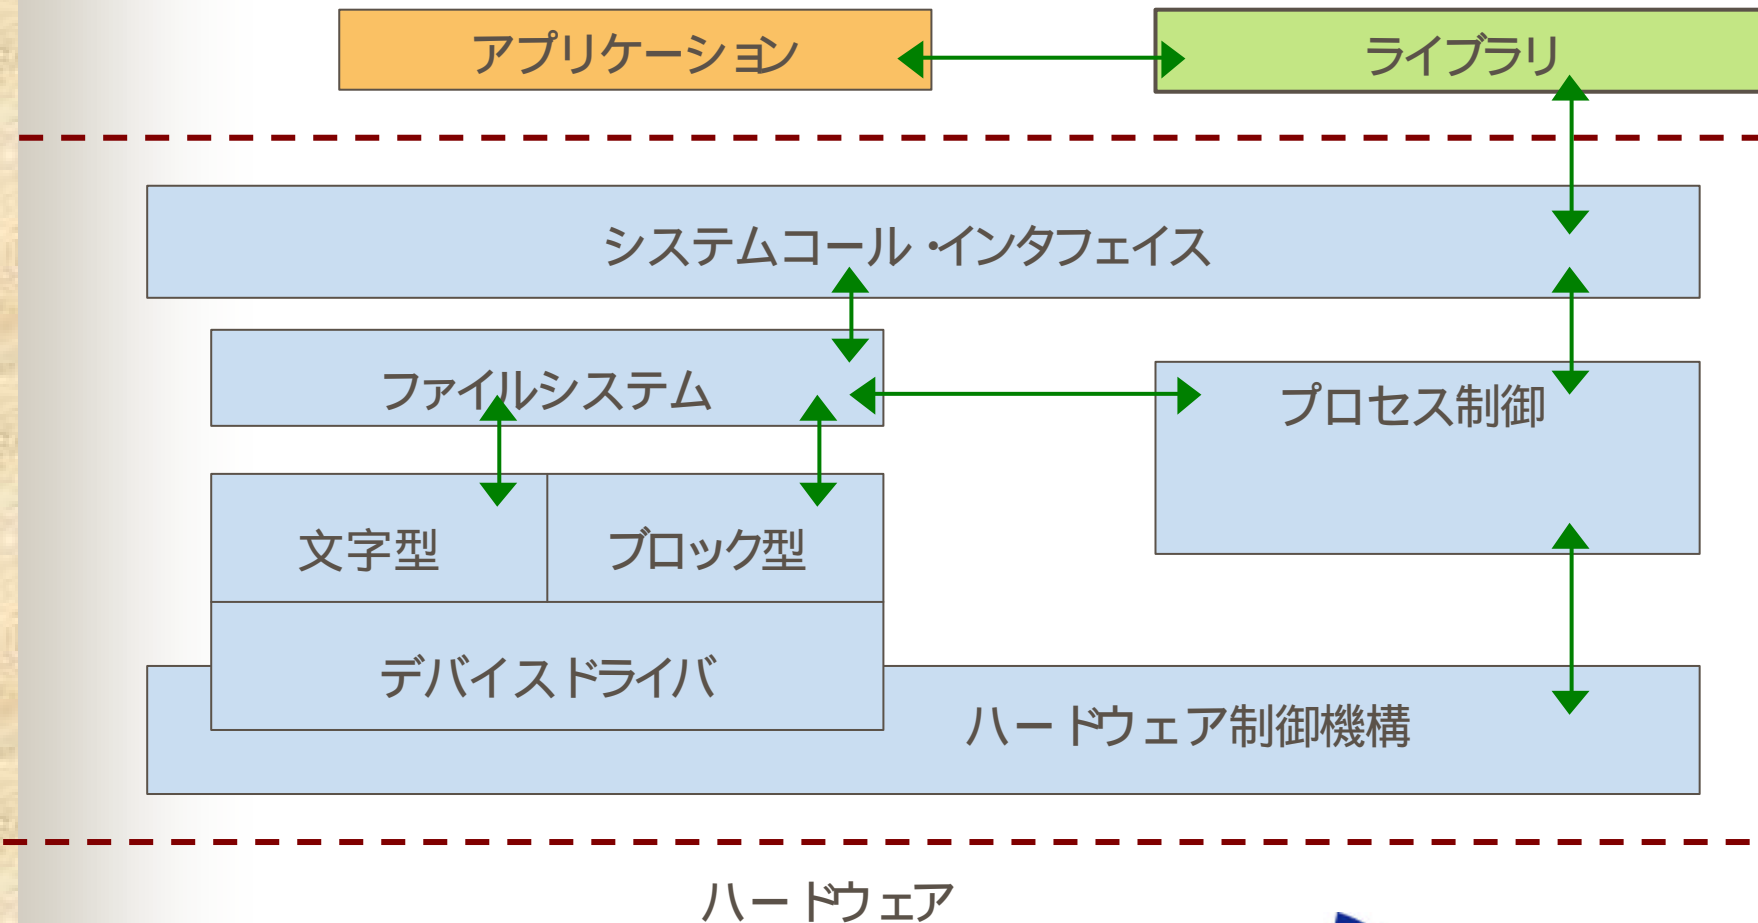 アプリケーション
ライブラリ
システムコール・インタフェイス
ファイルシステム
プロセス制御
文字型
ブロック型
デバイスドライバ
ハードウェア制御機構
ハードウェア